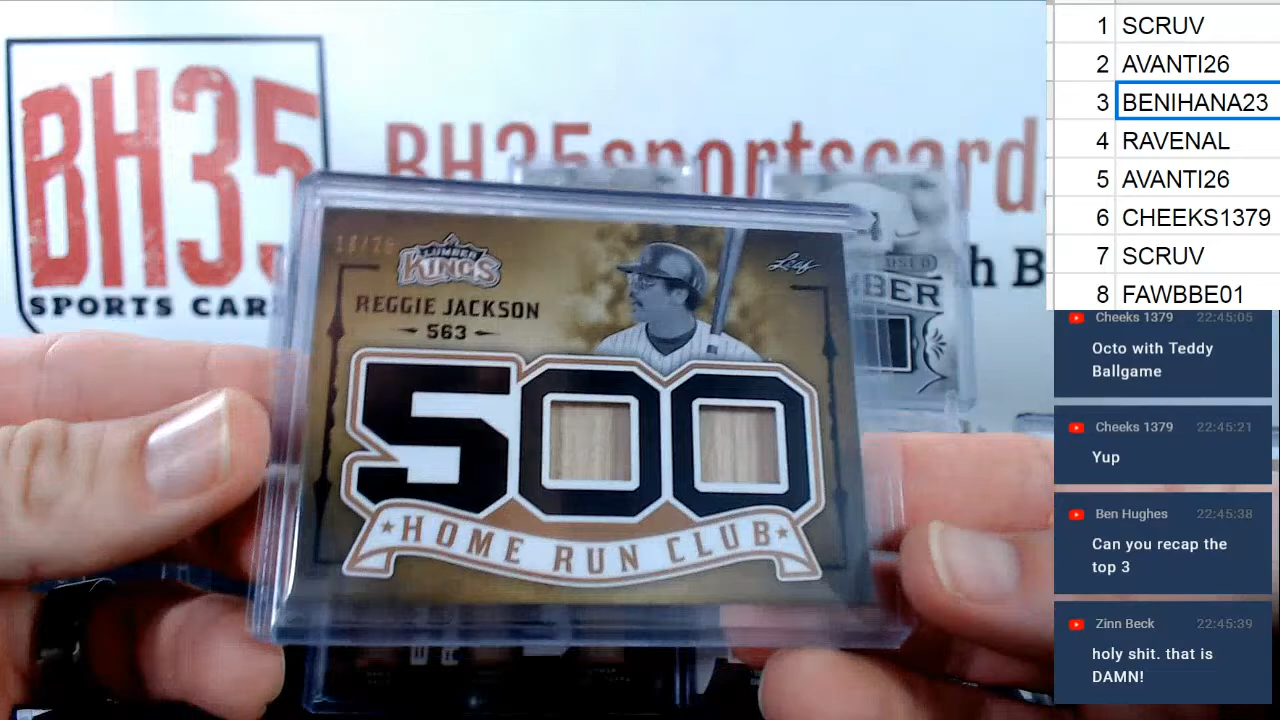 BH35
SPORTS CAR
BH35sportscard
h B
USED
BER
LUMBER
KINGS
REGGIE JACKSON
563
Leaf
500
HOME RUN CLUB
1 SCRUV
2 AVANTI26
3 BENIHANA23
4 RAVENAL
5 AVANTI26
6 CHEEKS1379
7 SCRUV
8 FAWBBE01
Cheeks 1379 22:45:05
Octo with Teddy
Ballgame
Cheeks 1379 22:45:21
Yup
Ben Hughes 22:45:38
Can you recap the
top 3
Zinn Beck 22:45:39
holy shit. that is
DAMN!